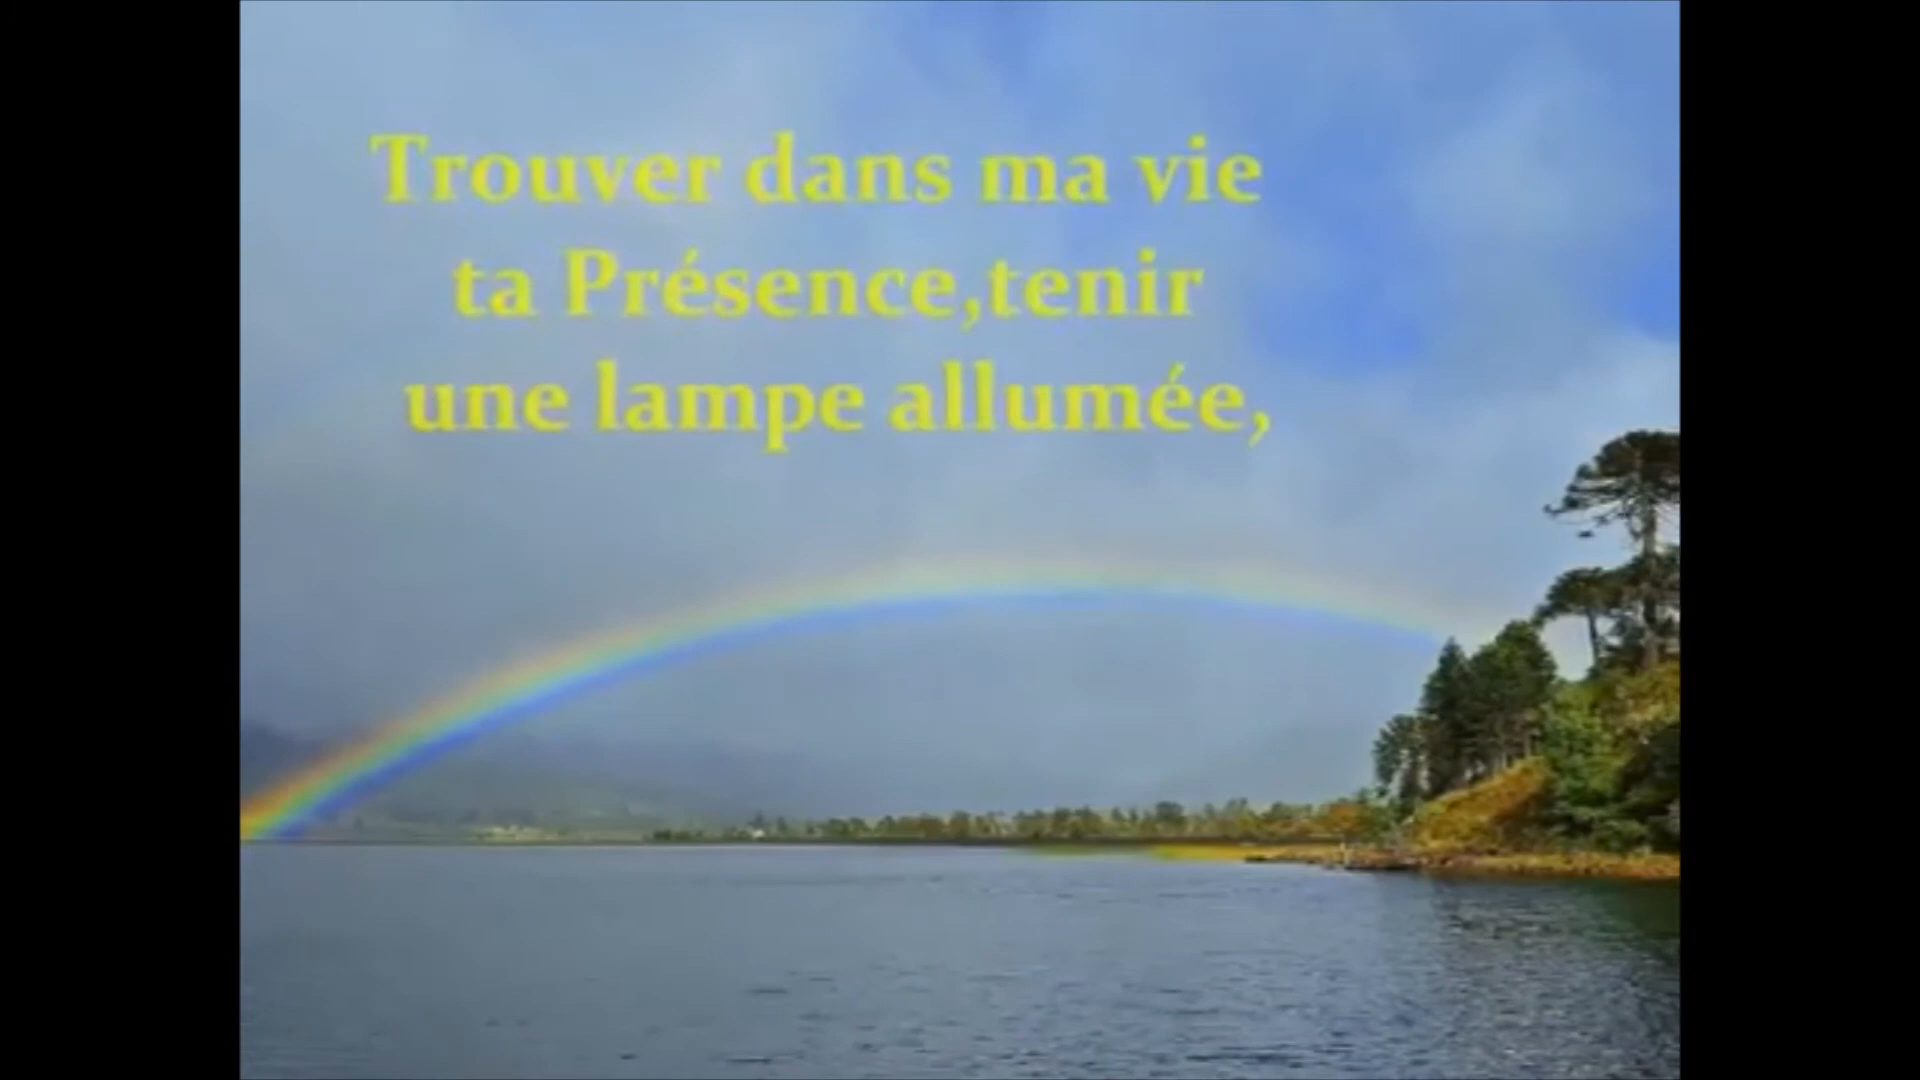 Trouver dans ma vie
ta Présence,tenir
une lampe allumée,